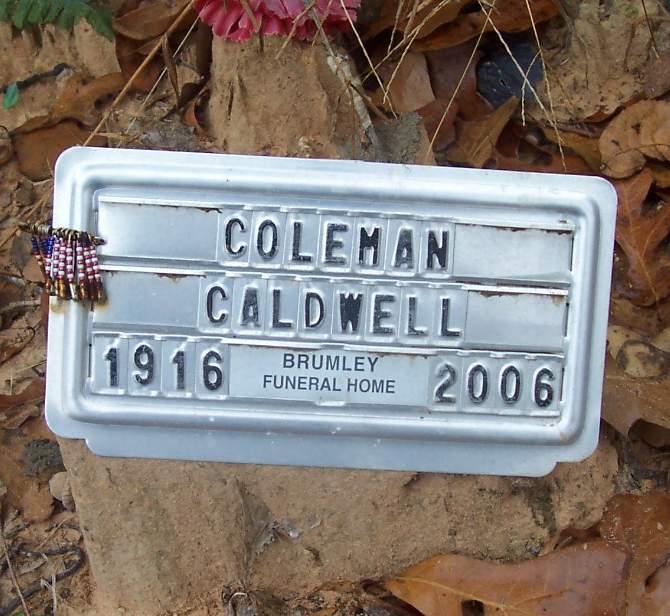 COLEMAN
CALDWELL
1916 BRUMLEY FUNERAL HOME 2006